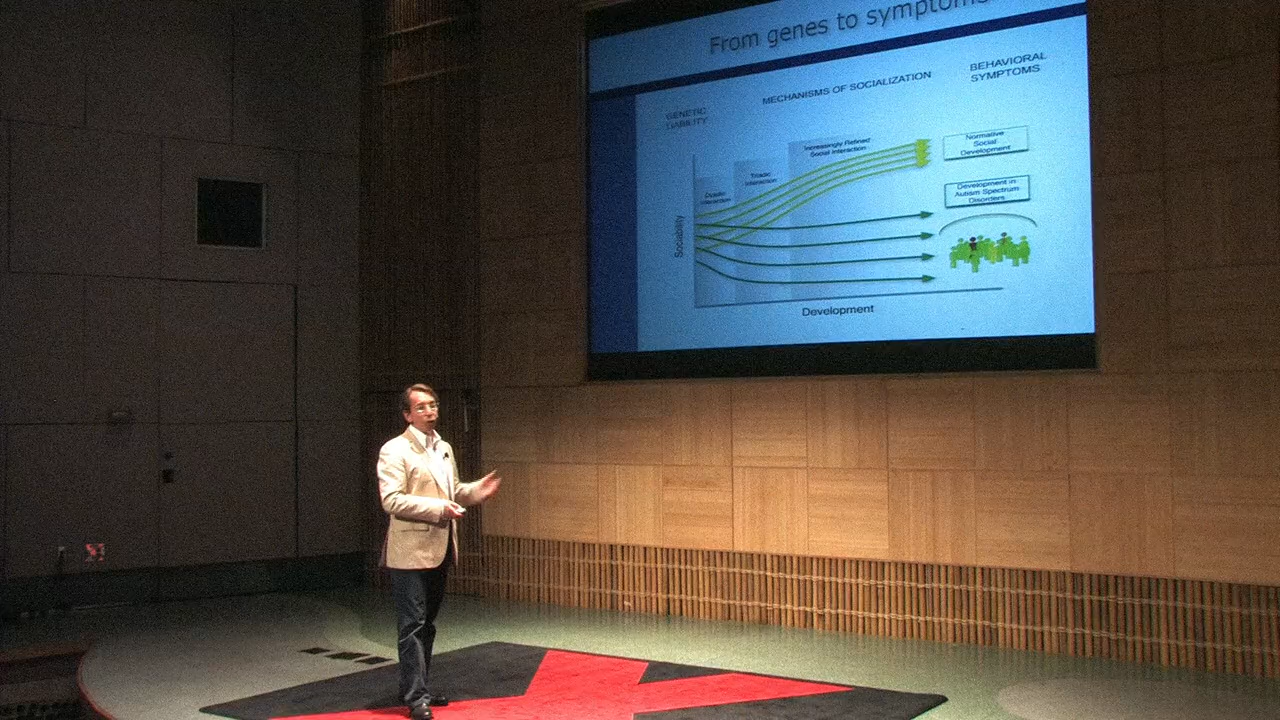 From genes to symptoms
GENETIC
LIABILITY
MECHANISMS OF SOCIALIZATION
BEHAVIORAL
SYMPTOMS
Dyadic
Interaction
Triadic
Interaction
Increasingly Refined
Social Interaction
Normative
Social
Development
Development in
Autism Spectrum
Disorders
Sociability
Development
X